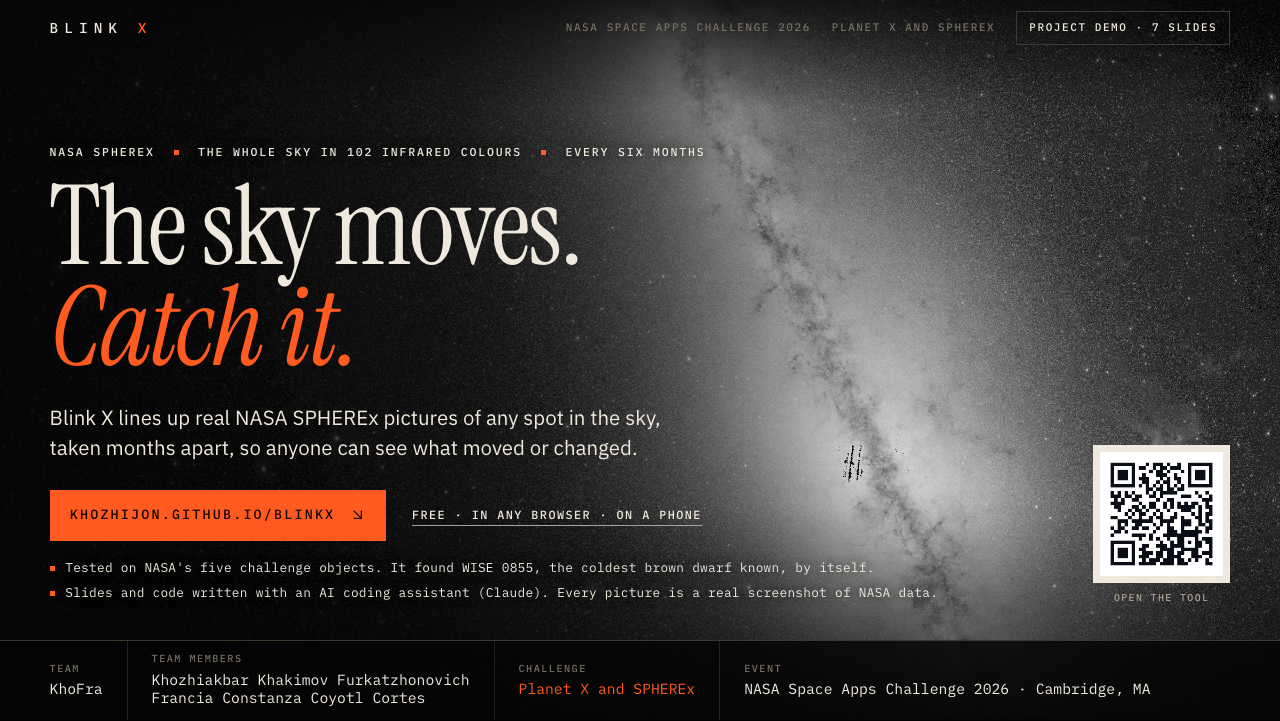 BLINK X
NASA SPACE APPS CHALLENGE 2026
PLANET X AND SPHEREX
PROJECT DEMO · 7 SLIDES
NASA SPHEREX ▪ THE WHOLE SKY IN 102 INFRARED COLOURS ▪ EVERY SIX MONTHS
The sky moves.
Catch it.
Blink X lines up real NASA SPHEREx pictures of any spot in the sky,
taken months apart, so anyone can see what moved or changed.
KHOZHIJON.GITHUB.IO/BLINKX ↘
FREE · IN ANY BROWSER · ON A PHONE
▪ Tested on NASA's five challenge objects. It found WISE 0855, the coldest brown dwarf known, by itself.
▪ Slides and code written with an AI coding assistant (Claude). Every picture is a real screenshot of NASA data.
OPEN THE TOOL
TEAM
KhoFra
TEAM MEMBERS
Khozhiakbar Khakimov Furkatzhonovich
Francia Constanza Coyotl Cortes
CHALLENGE
Planet X and SPHEREx
EVENT
NASA Space Apps Challenge 2026 · Cambridge, MA